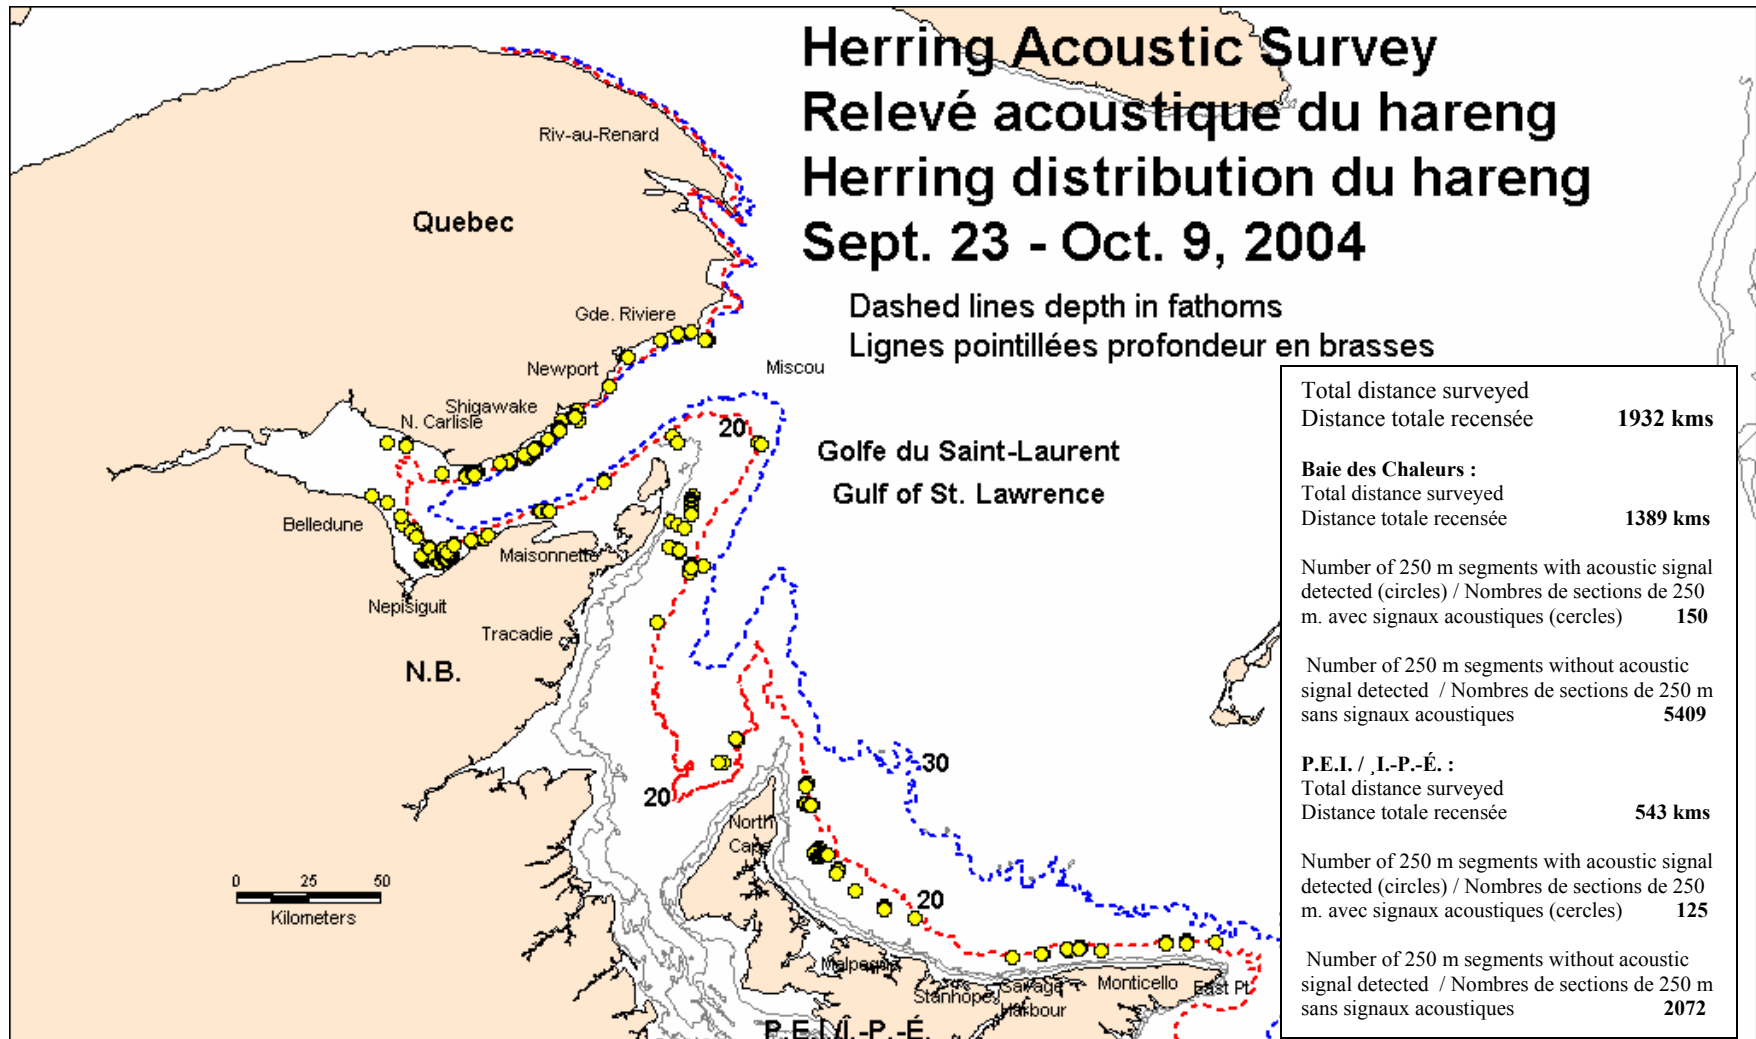 Herring Acoustic Survey
Relevé acoustique du hareng
Herring distribution du hareng
Sept. 23 - Oct. 9, 2004
Dashed lines depth in fathoms
Lignes pointillées profondeur en brasses
Riv-au-Renard
Quebec
Gde. Riviere
Newport
Miscou
Shigawake
N. Carlisle
20
Golfe du Saint-Laurent
Gulf of St. Lawrence
Belledune
Maisonnette
Nepisiguit
Tracadie
N.B.
30
20
North
Cape
20
0 25 50
Kilometers
Malpeque
Stanhope
Savage
Harbour
Monticello
East Pt.
P.E.I./Î.-P.-É.
Total distance surveyed
Distance totale recensée 1932 kms
Baie des Chaleurs :
Total distance surveyed
Distance totale recensée 1389 kms
Number of 250 m segments with acoustic signal
detected (circles) / Nombres de sections de 250
m. avec signaux acoustiques (cercles) 150
Number of 250 m segments without acoustic
signal detected / Nombres de sections de 250 m
sans signaux acoustiques 5409
P.E.I. / ¸I.-P.-É. :
Total distance surveyed
Distance totale recensée 543 kms
Number of 250 m segments with acoustic signal
detected (circles) / Nombres de sections de 250
m. avec signaux acoustiques (cercles) 125
Number of 250 m segments without acoustic
signal detected / Nombres de sections de 250 m
sans signaux acoustiques 2072